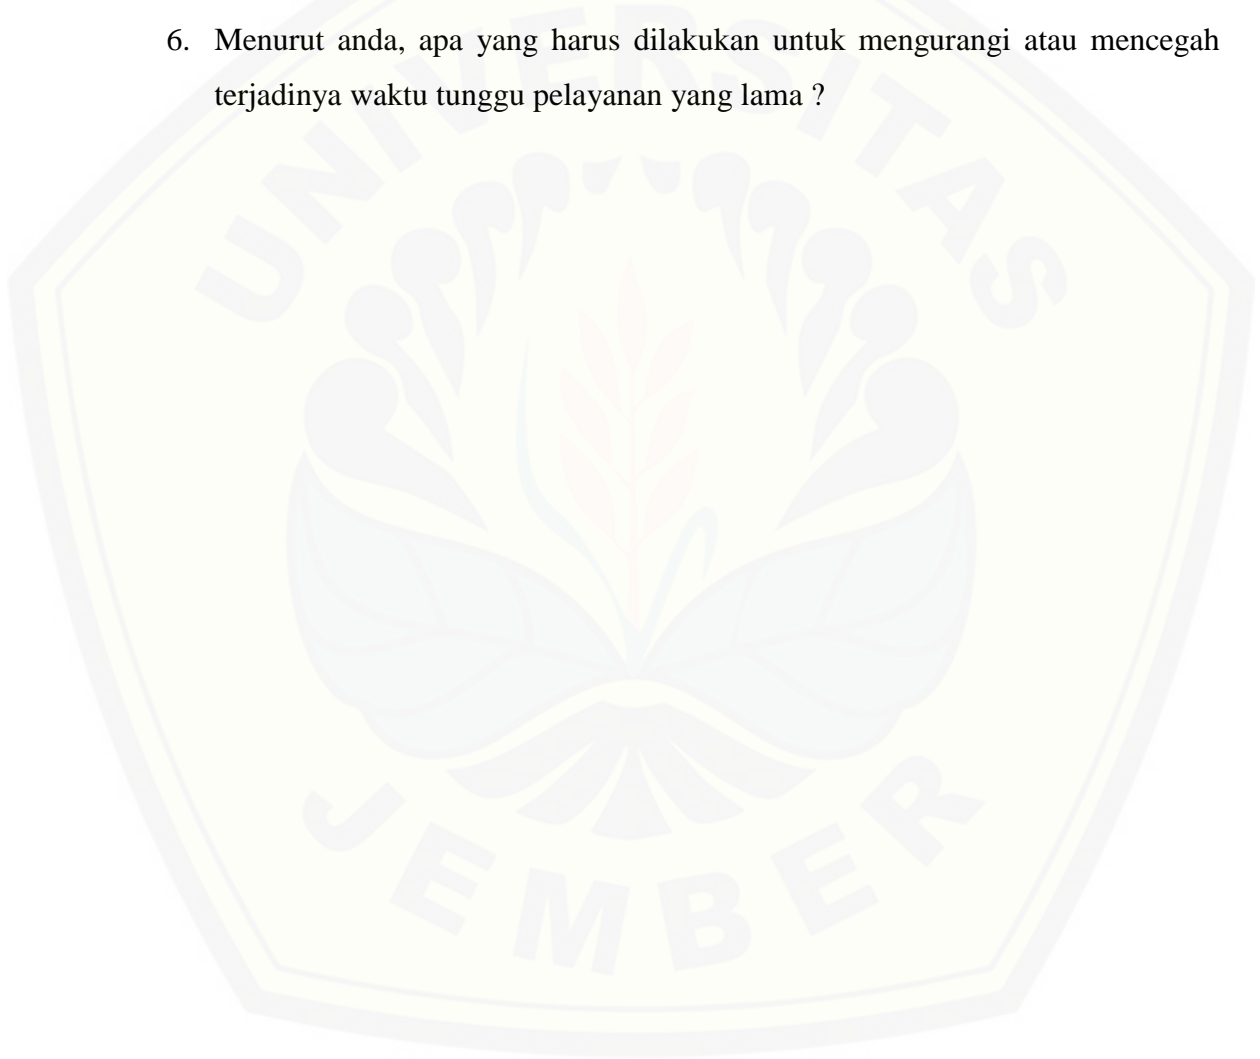 6. Menurut anda, apa yang harus dilakukan untuk mengurangi atau mencegah
terjadinya waktu tunggu pelayanan yang lama ?
UNIVERSITAS
JEMBER